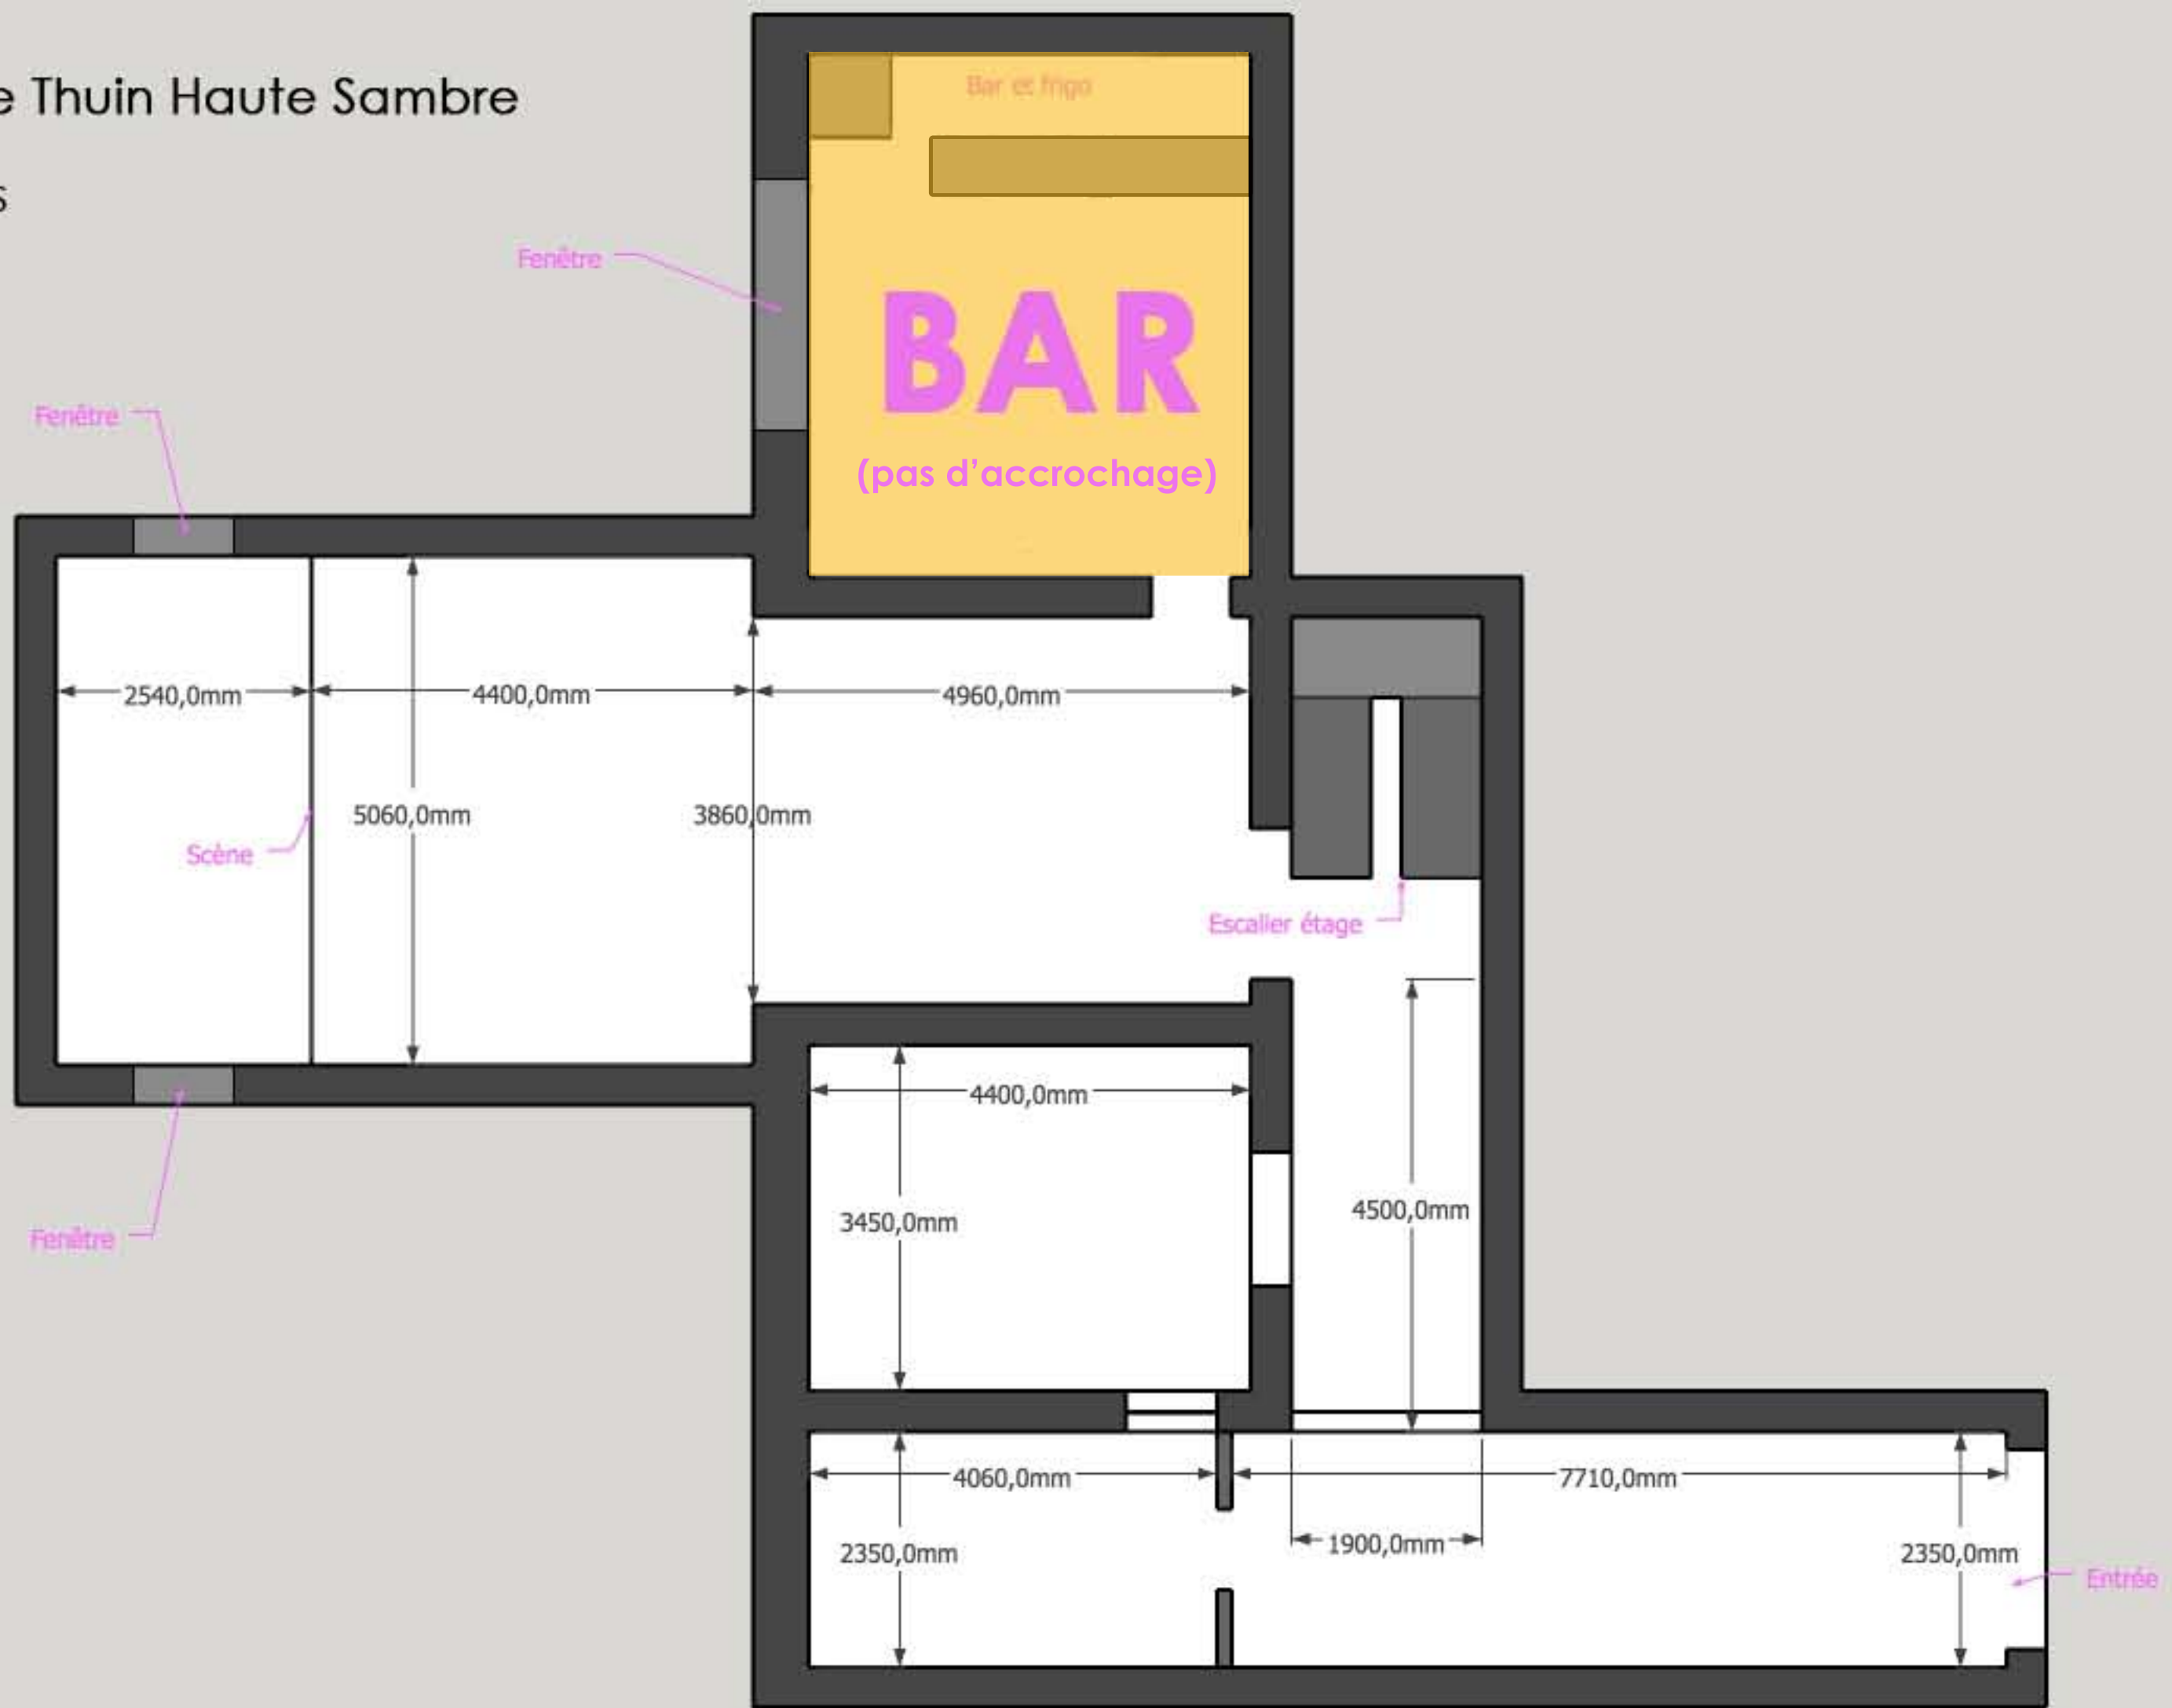 e Thuin Haute Sambre
s
Bar et frigo
Fenêtre
BAR
(pas d'accrochage)
Fenêtre
2540,0mm
4400,0mm
4960,0mm
5060,0mm
3860,0mm
Scène
Escalier étage
4400,0mm
3450,0mm
4500,0mm
Fenêtre
4060,0mm
7710,0mm
1900,0mm
2350,0mm
2350,0mm
Entrée